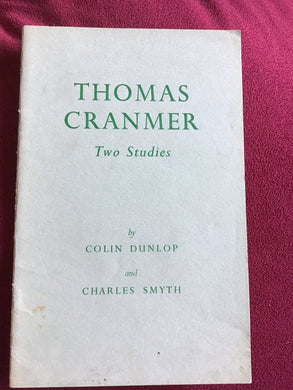 THOMAS
CRANMER
Two Studies
by
COLIN DUNLOP
and
CHARLES SMYTH